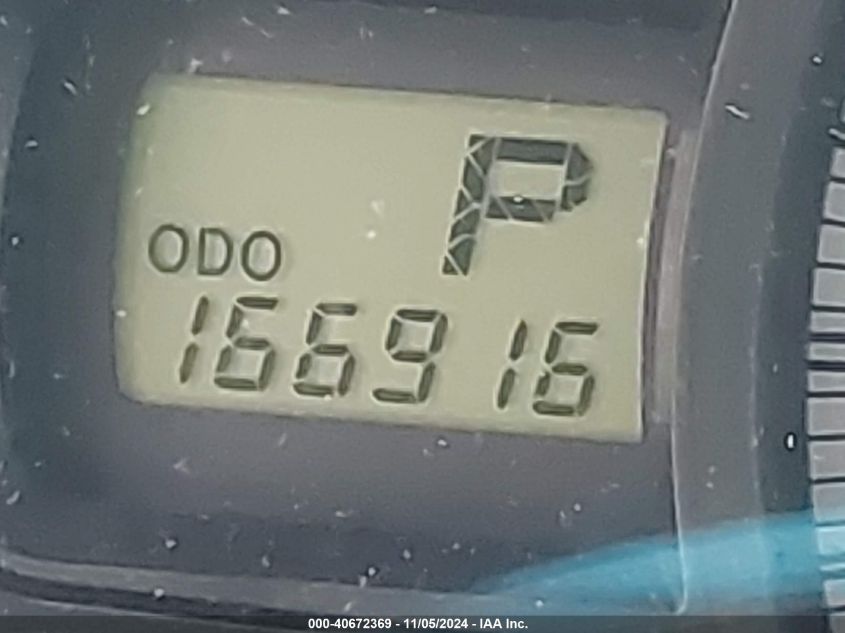 P
ODO
166916
000-40672369 - 11/05/2024 - IAA Inc.